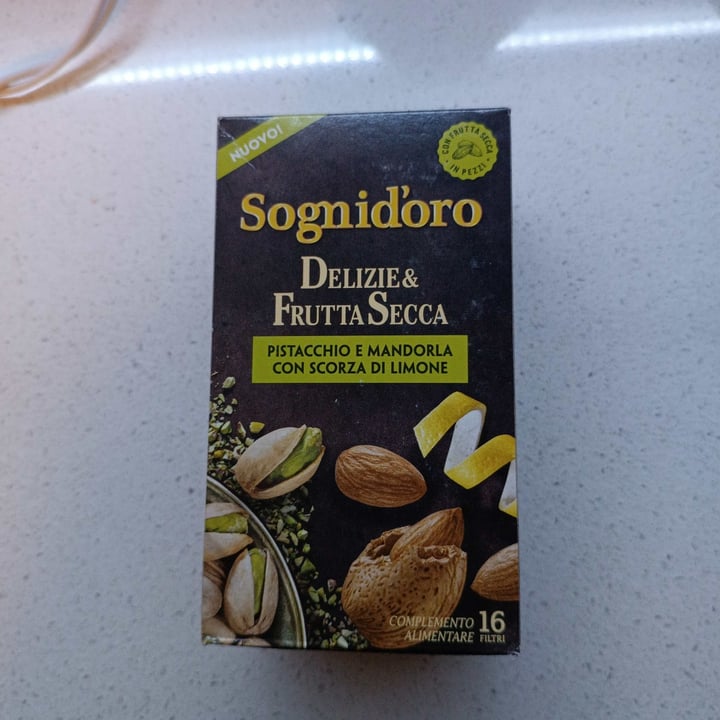 NUOVO!
CON FRUTTA SECCA
IN PEZZI
Sognid'oro
DELIZIE &
FRUTTA SECCA
PISTACCHIO E MANDORLA
CON SCORZA DI LIMONE
COMPLEMENTO
ALIMENTARE
16
FILTRI